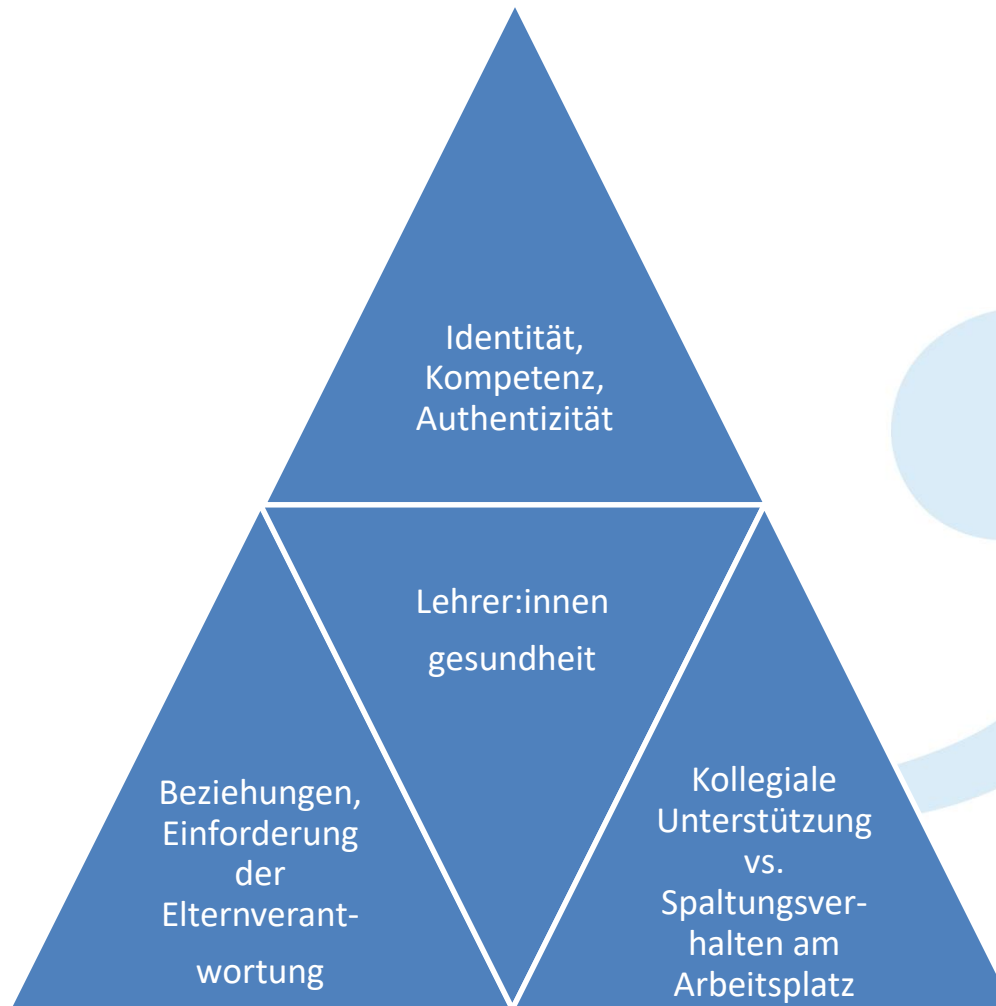 Identität,
Kompetenz,
Authentizität
Lehrer:innen
gesundheit
Beziehungen,
Einforderung
der
Elternverant-
wortung
Kollegiale
Unterstützung
vs.
Spaltungsver-
halten am
Arbeitsplatz